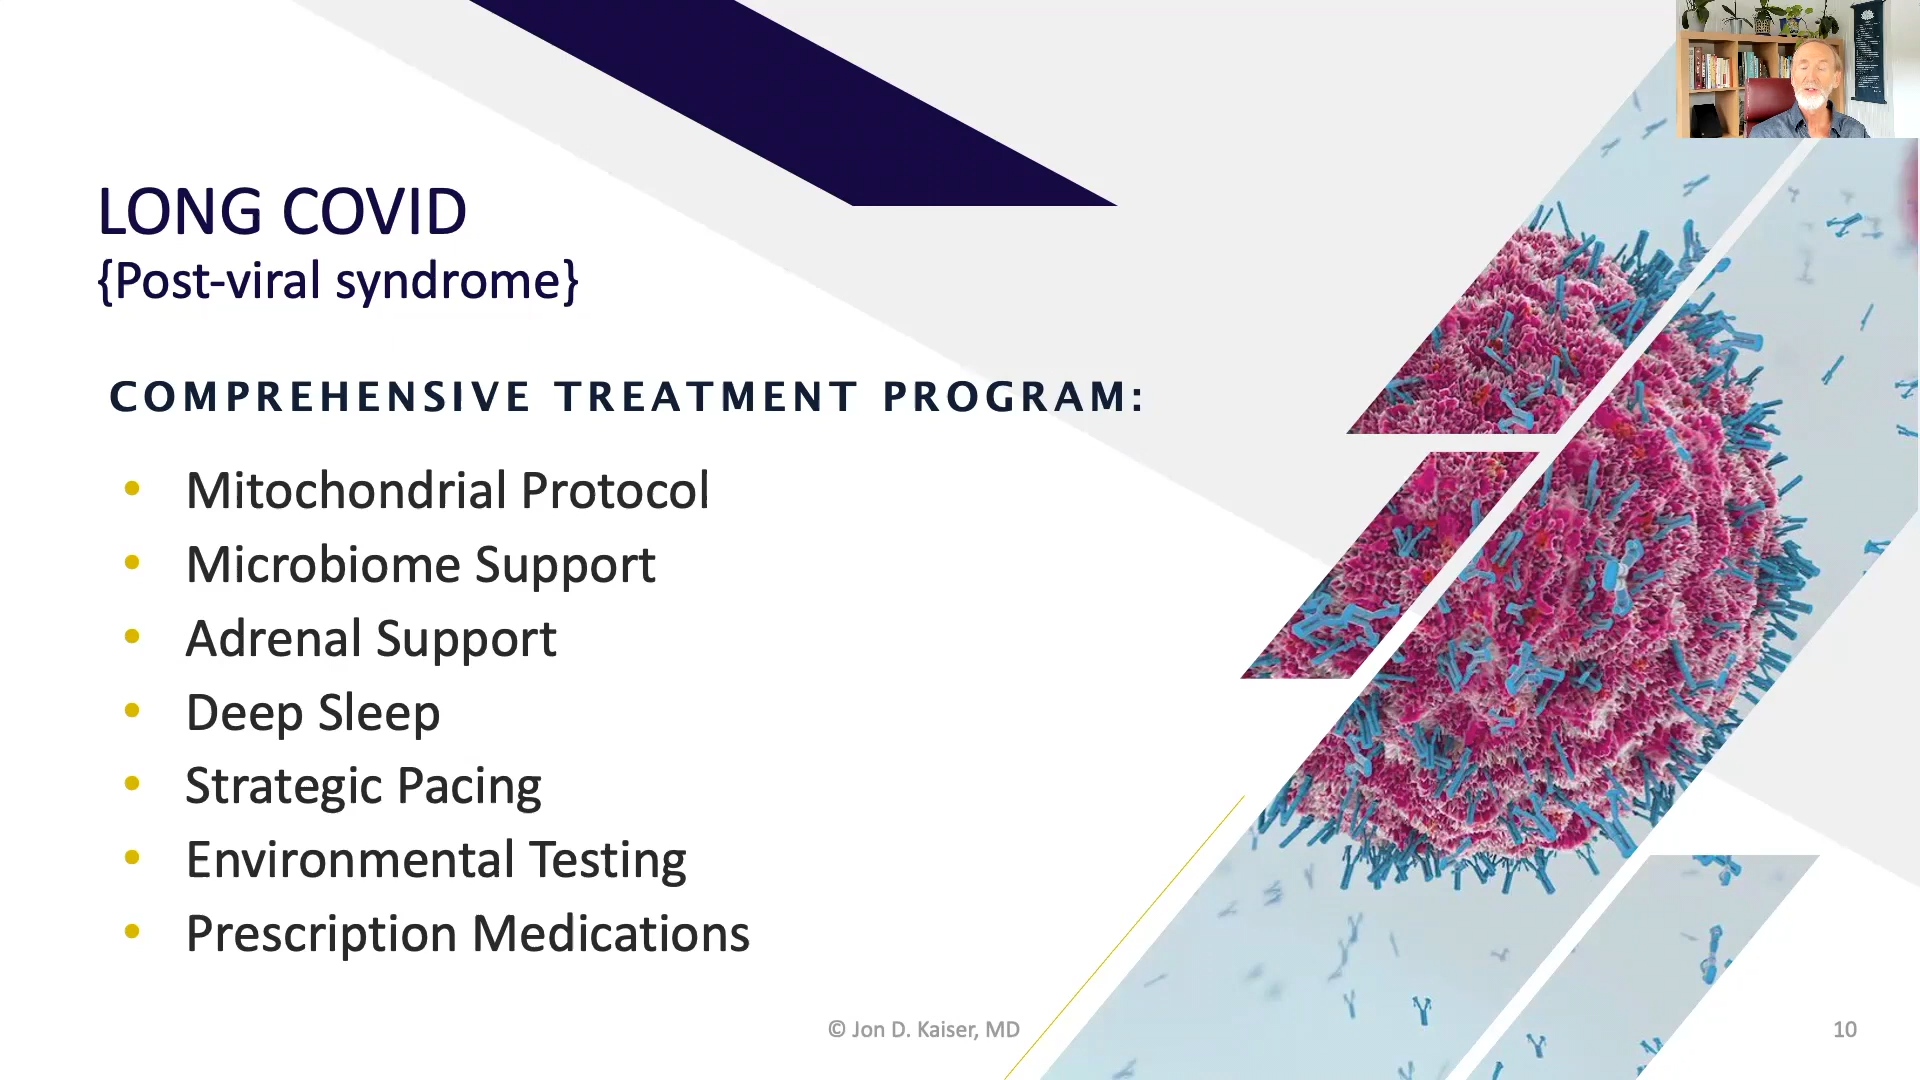 LONG COVID
{Post-viral syndrome}
COMPREHENSIVE TREATMENT PROGRAM:
• Mitochondrial Protocol
• Microbiome Support
• Adrenal Support
• Deep Sleep
• Strategic Pacing
• Environmental Testing
• Prescription Medications
© Jon D. Kaiser, MD
10